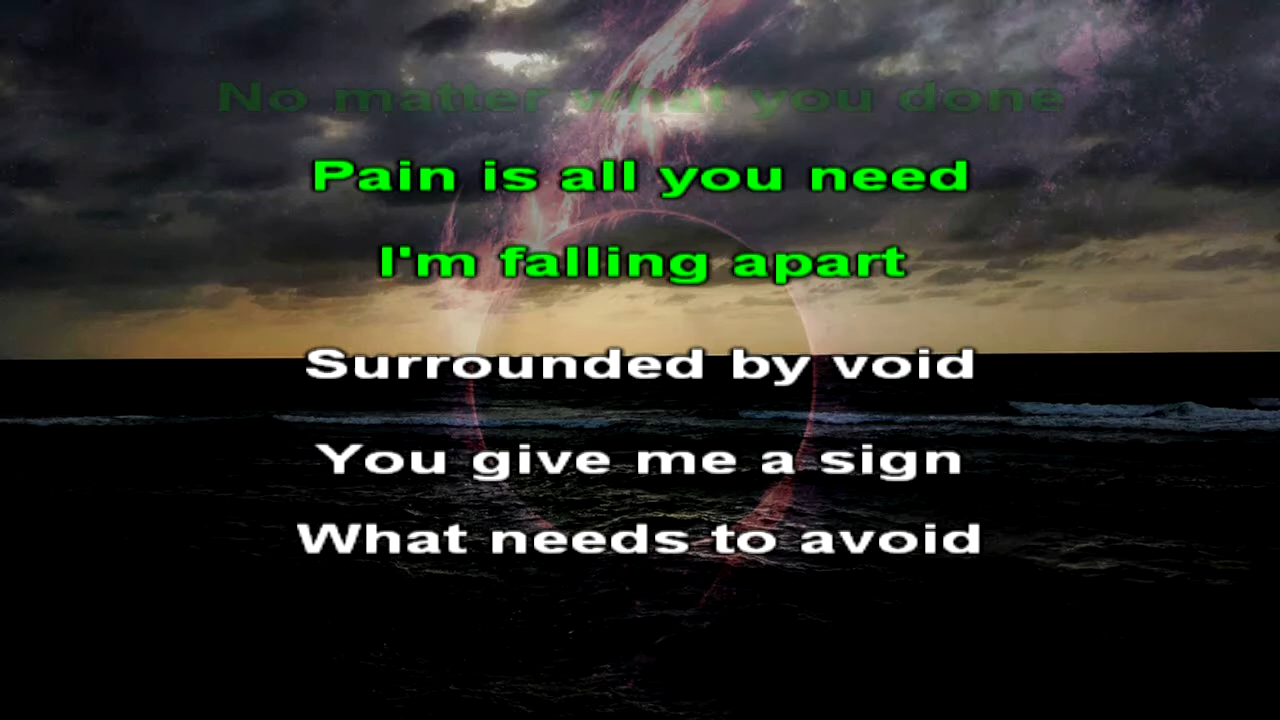 No matter what you done
Pain is all you need
I'm falling apart
Surrounded by void
You give me a sign
What needs to avoid